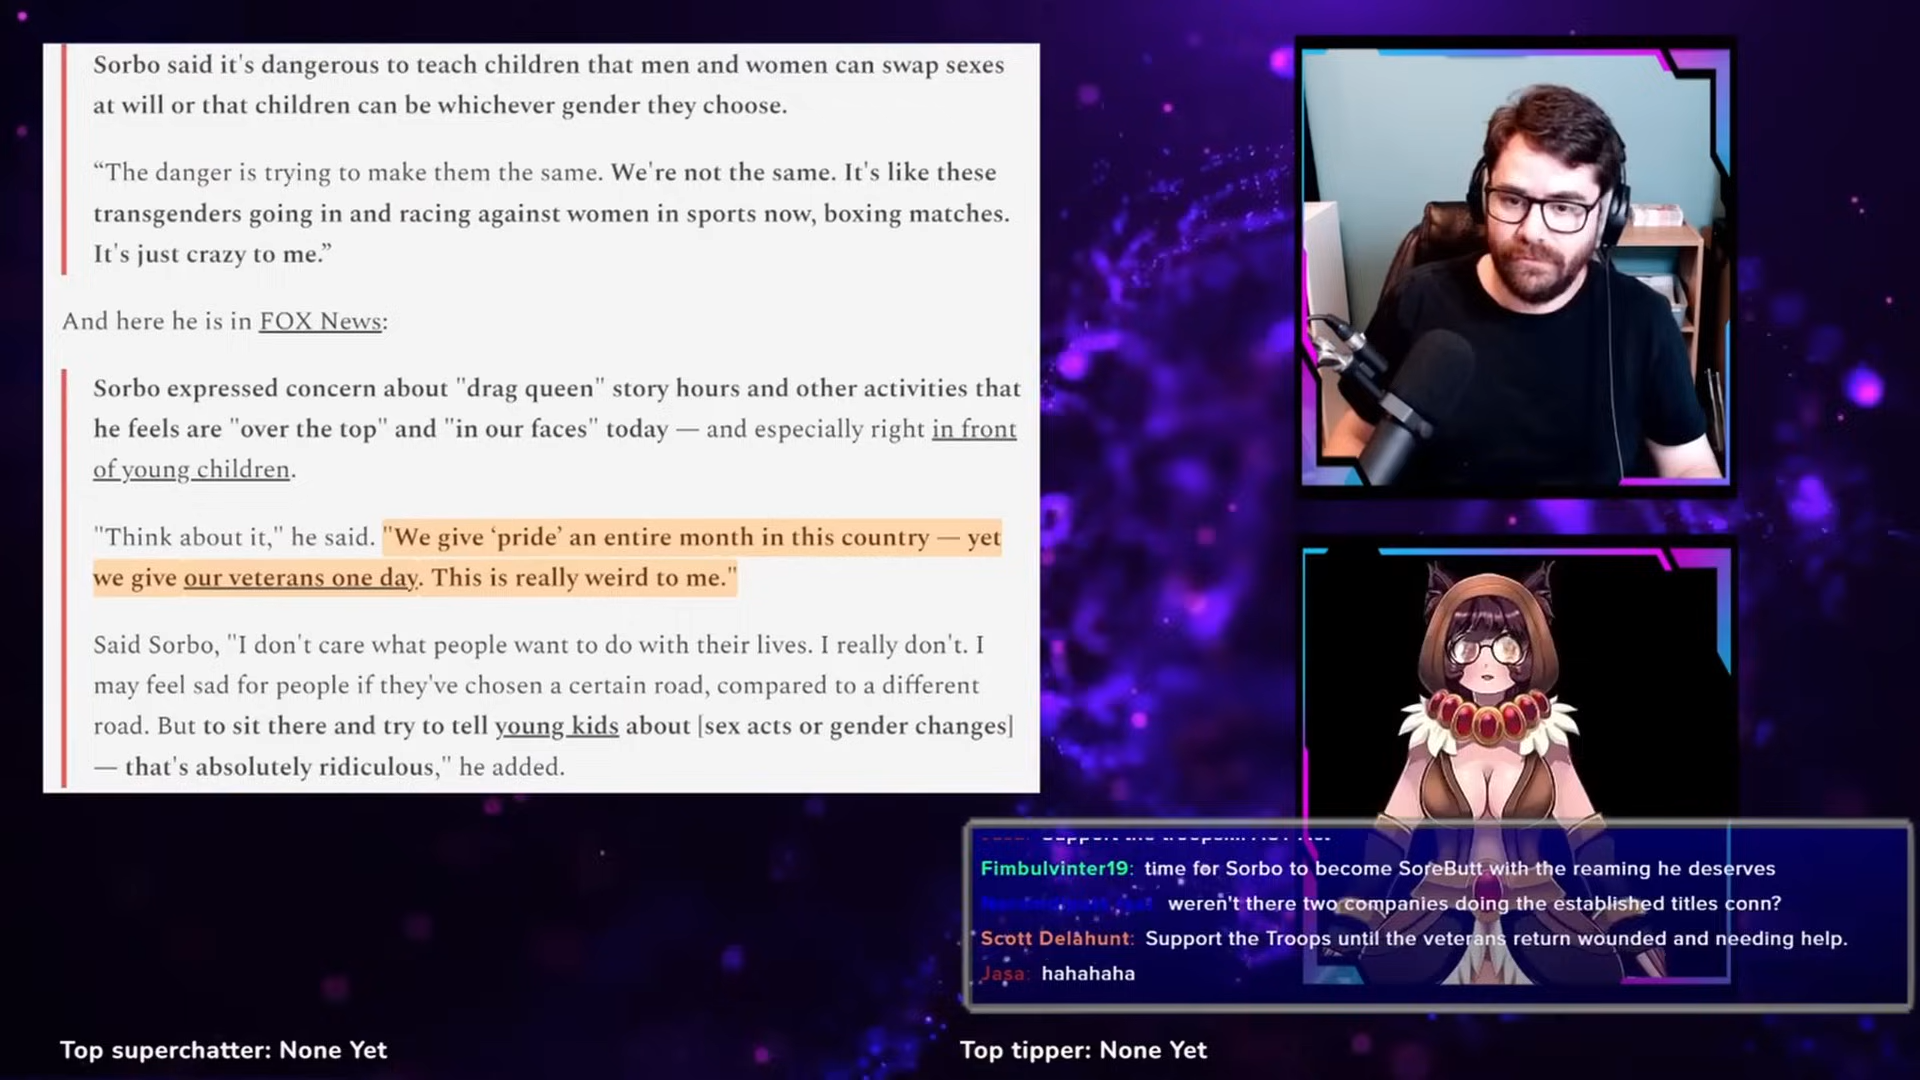 Sorbo said it's dangerous to teach children that men and women can swap sexes
at will or that children can be whichever gender they choose.
“The danger is trying to make them the same. We're not the same. It's like these
transgenders going in and racing against women in sports now, boxing matches.
It's just crazy to me.”
And here he is in FOX News:
Sorbo expressed concern about "drag queen" story hours and other activities that
he feels are "over the top" and "in our faces" today — and especially right in front
of young children.
"Think about it," he said. "We give ‘pride’ an entire month in this country — yet
we give our veterans one day. This is really weird to me."
Said Sorbo, "I don't care what people want to do with their lives. I really don't. I
may feel sad for people if they've chosen a certain road, compared to a different
road. But to sit there and try to tell young kids about [sex acts or gender changes]
— that's absolutely ridiculous," he added.
Fimbulvinter19: time for Sorbo to become SoreButt with the reaming he deserves
weren't there two companies doing the established titles conn?
Scott Delahunt: Support the Troops until the veterans return wounded and needing help.
Jasa: hahahaha
Top superchatter: None Yet
Top tipper: None Yet